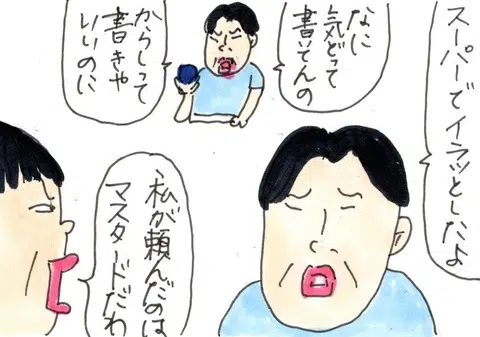 スーパーでイラッとしたよ
なに
気どって
書いてんの
からしって
書きゃ
いいのに
私が頼んだのは
マスタードだわ